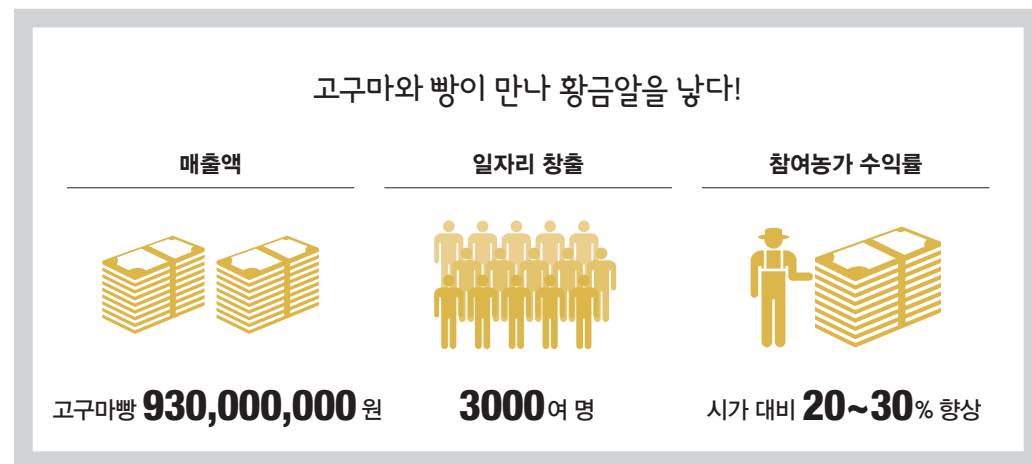 고구마와 빵이 만나 황금알을 낳다!
매출액
일자리 창출
참여농가 수익률
고구마빵 930,000,000 원
3000여 명
시가 대비 20~30% 향상